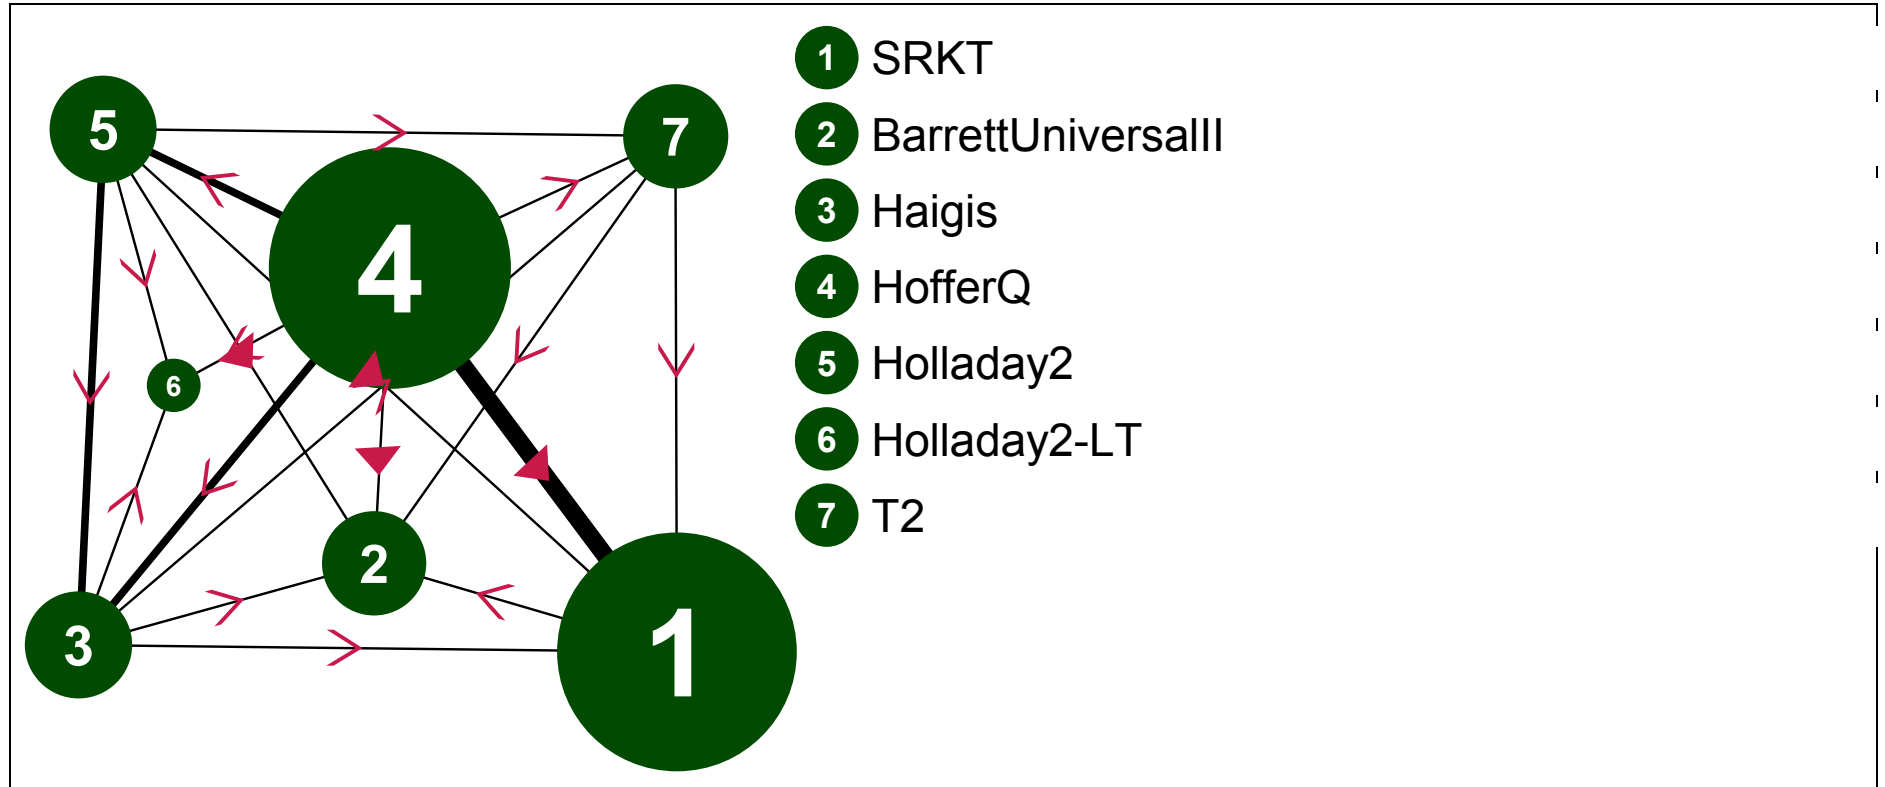 5
7
4
6
2
3
1
1 SRKT
2 BarrettUniversalII
3 Haigis
4 HofferQ
5 Holladay2
6 Holladay2-LT
7 T2